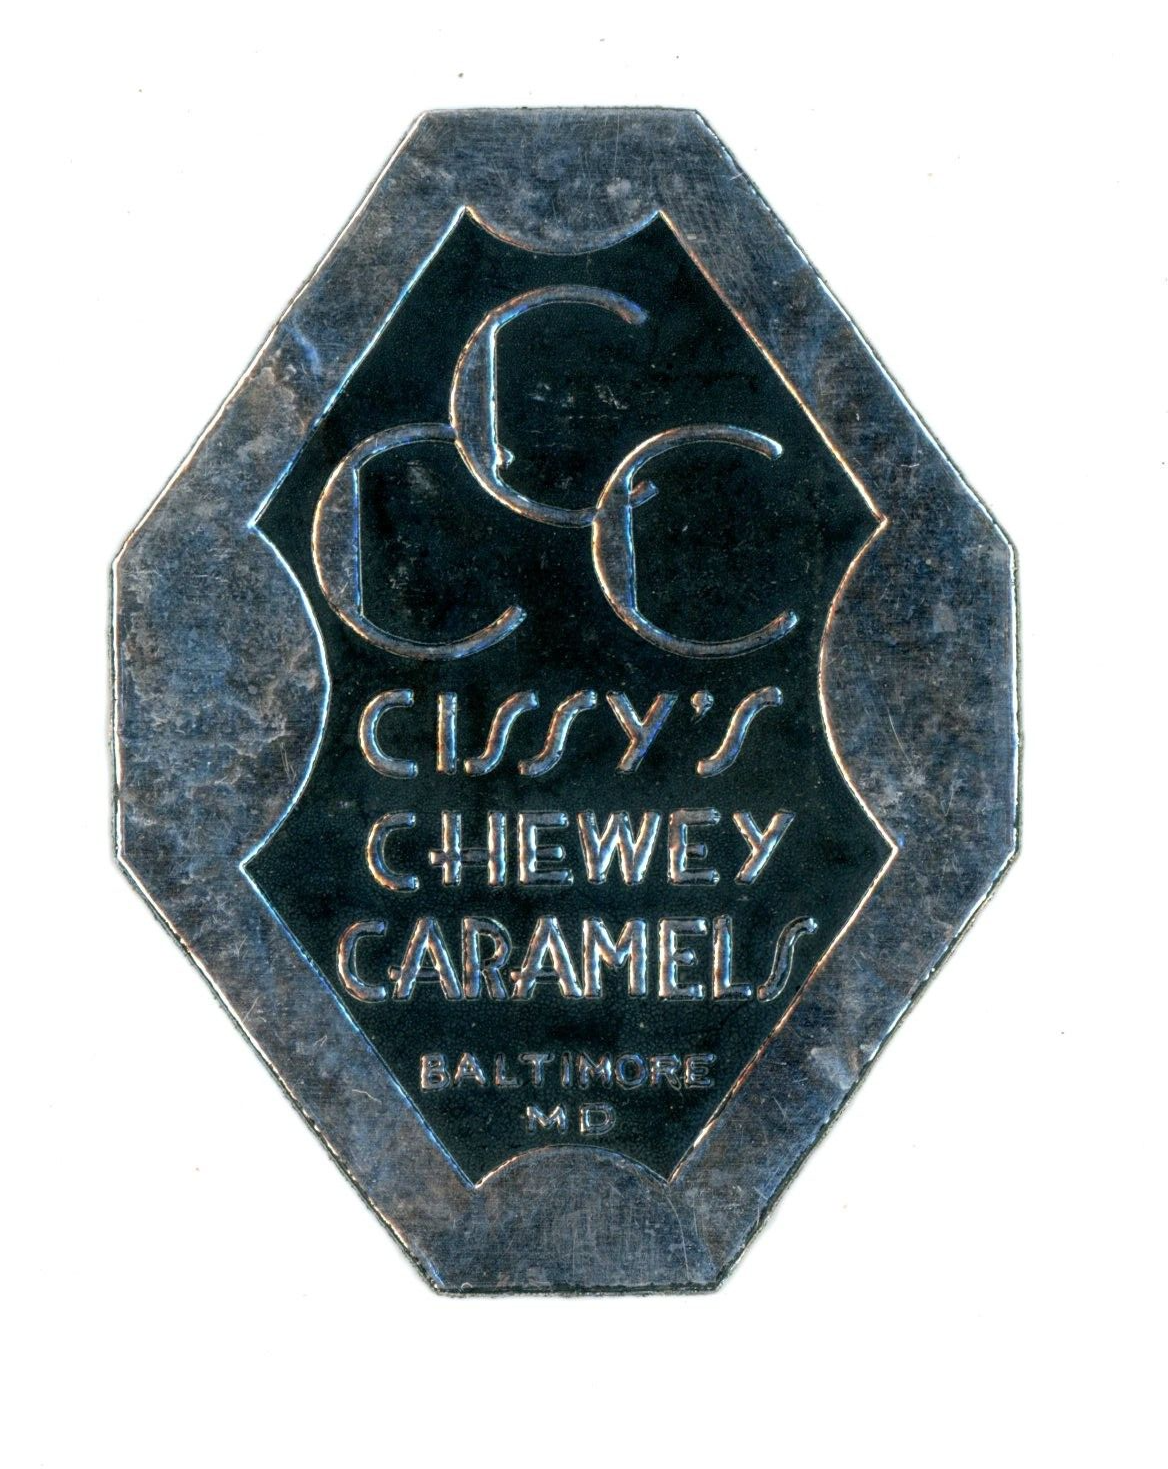 CCC
CISSY'S
CHEWEY
CARAMELS
BALTIMORE
MD